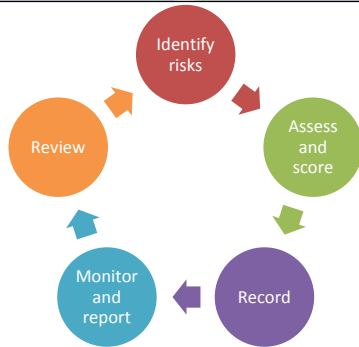 Identify
risks
Assess
and
score
Record
Monitor
and
report
Review